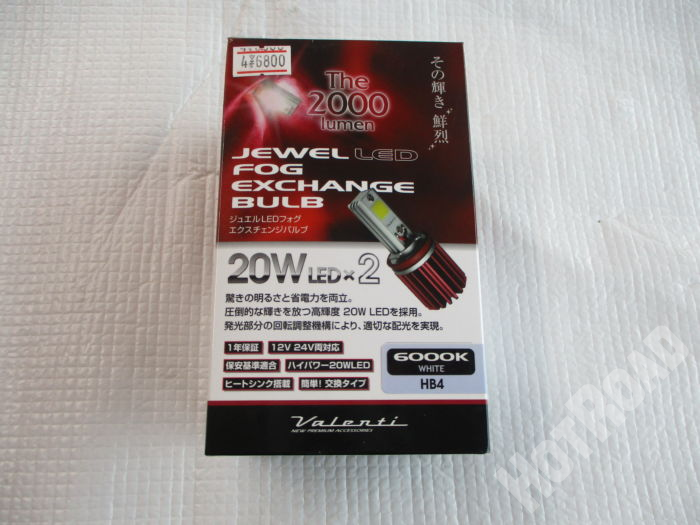 6800
The
2000
lumen
その輝き、鮮烈。
JEWEL LED
FOG
EXCHANGE
BULB
ジュエルLEDフォグ
エクスチェンジバルブ
20W LED×2
驚きの明るさと省電力を両立。
圧倒的な輝きを放つ高輝度 20W LEDを採用。
発光部分の回転調整機構により、適切な配光を実現。
1年保証 12V 24V両対応
保安基準適合 ハイパワー20WLED
ヒートシンク搭載 簡単!交換タイプ
6000K
WHITE
HB4
Valenti
NEW PREMIUM ACCESSORIES
HOTROAD